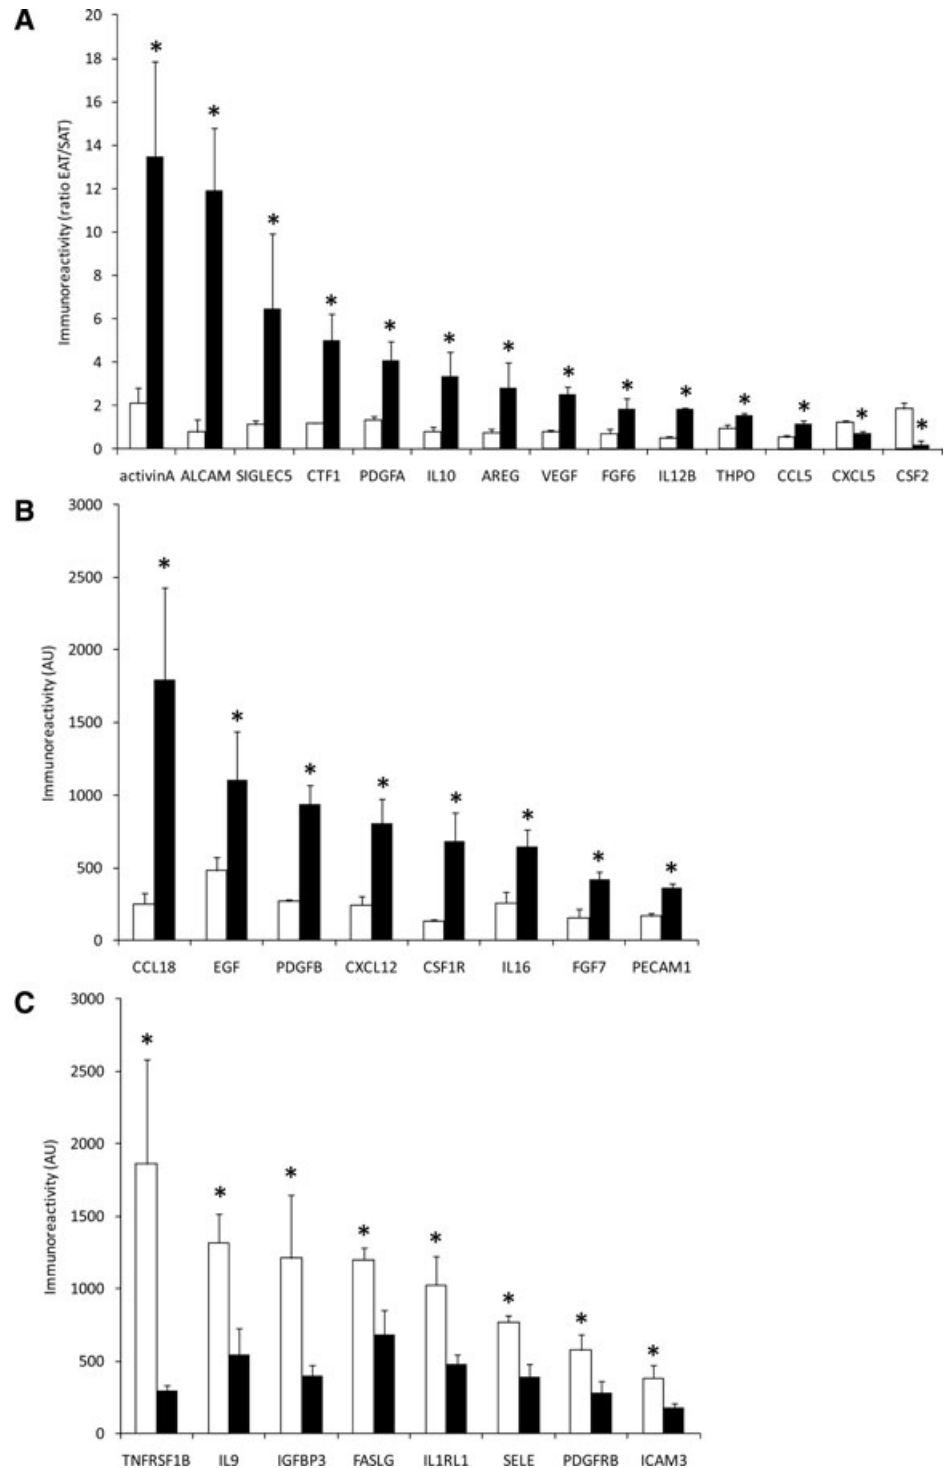 A
20
18
16
14
12
10
8
6
4
2
0
Immunoreactivity (ratio EAT/SAT)
* * * * * * * * * * * * * *
activinA ALCAM SIGLEC5 CTF1 PDGFA IL10 AREG VEGF FGF6 IL12B THPO CCL5 CXCL5 CSF2
B
3000
2500
2000
1500
1000
500
0
Immunoreactivity (AU)
* * * * * * * *
CCL18 EGF PDGFB CXCL12 CSF1R IL16 FGF7 PECAM1
C
3000
2500
2000
1500
1000
500
0
Immunoreactivity (AU)
* * * * * * * *
TNFRSF1B IL9 IGFBP3 FASLG IL1RL1 SELE PDGFRB ICAM3